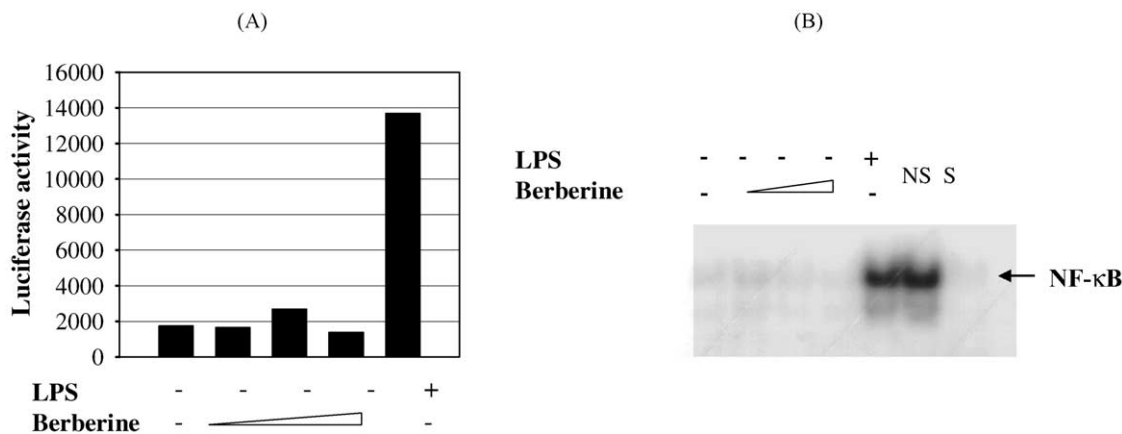 (A)
(B)
Luciferase activity
16000
14000
12000
10000
8000
6000
4000
2000
0
LPS - - - - +
Berberine - -
LPS - - - - +
Berberine - - NS S
NF-κB